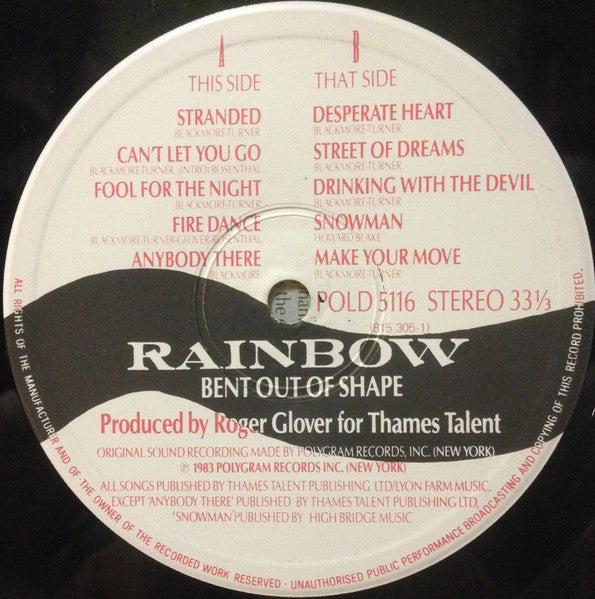 A
THIS SIDE
STRANDED
BLACKMORE-TURNER
CAN'T LET YOU GO
BLACKMORE-TURNER, (INTRO) ROSENTHAL
FOOL FOR THE NIGHT
BLACKMORE-TURNER
FIRE DANCE
BLACKMORE-TURNER-GLOVER-ROSENTHAL
ANYBODY THERE
BLACKMORE
B
THAT SIDE
DESPERATE HEART
BLACKMORE-TURNER
STREET OF DREAMS
BLACKMORE-TURNER
DRINKING WITH THE DEVIL
BLACKMORE-TURNER
SNOWMAN
HOWARD BLAKE
MAKE YOUR MOVE
BLACKMORE-TURNER
POLD 5116 STEREO 33⅓
(815 305-1)
the
RAINBOW
BENT OUT OF SHAPE
Produced by Roger Glover for Thames Talent
ORIGINAL SOUND RECORDING MADE BY POLYGRAM RECORDS, INC. (NEW YORK)
℗ 1983 POLYGRAM RECORDS INC. (NEW YORK)
ALL SONGS PUBLISHED BY THAMES TALENT PUBLISHING LTD/LYON FARM MUSIC,
EXCEPT ANYBODY THERE' PUBLISHED BY THAMES TALENT PUBLISHING LTD.
'SNOWMAN' PUBLISHED BY HIGH BRIDGE MUSIC
ALL RIGHTS OF THE MANUFACTURER AND OF THE OWNER OF THE RECORDED WORK RESERVED · UNAUTHORISED PUBLIC PERFORMANCE BROADCASTING AND COPYING OF THIS RECORD PROHIBITED.